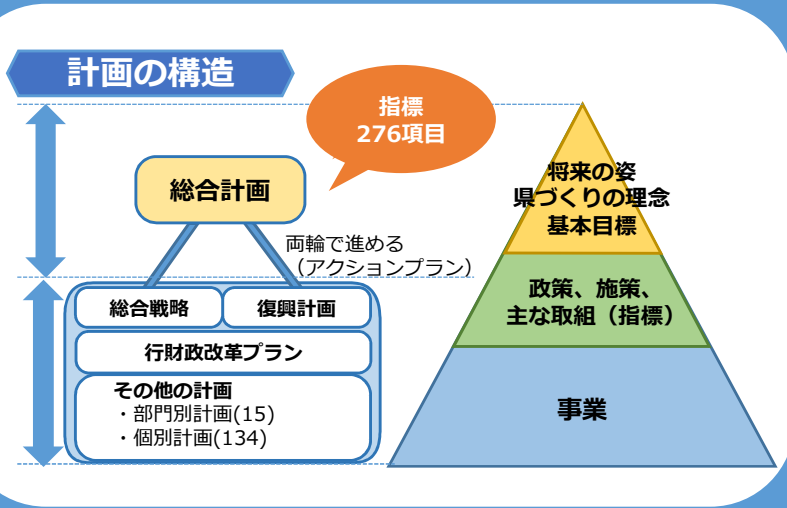 計画の構造
指標
276項目
総合計画
両輪で進める
（アクションプラン）
総合戦略
復興計画
行財政改革プラン
その他の計画
・部門別計画(15)
・個別計画(134)
将来の姿
県づくりの理念
基本目標
政策、施策、
主な取組（指標）
事業